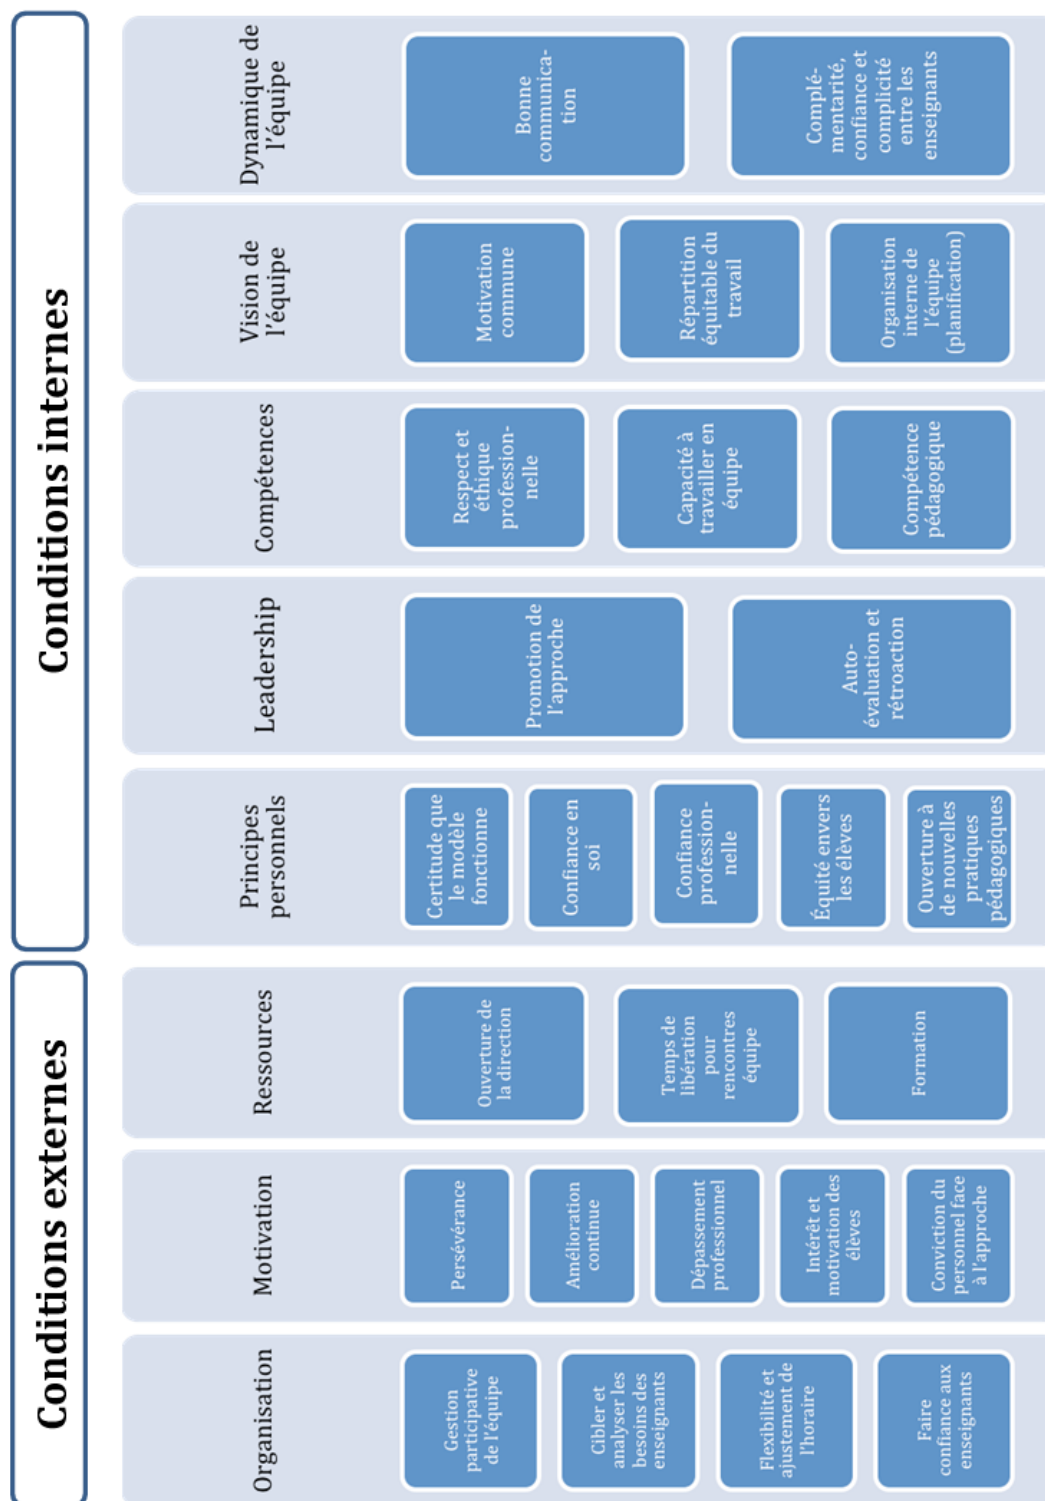 Conditions externes
Conditions internes
Organisation
Gestion
participative
de l'équipe
Cibler et
analyser les
besoins des
enseignants
Flexibilité et
ajustement de
l'horaire
Faire
confiance aux
enseignants
Motivation
Persévérance
Amélioration
continue
Dépassement
professionnel
Intérêt et
motivation des
élèves
Conviction du
personnel face
à l'approche
Ressources
Ouverture de
la direction
Temps de
libération
pour
rencontres
équipe
Formation
Principes
personnels
Certitude que
le modèle
fonctionne
Confiance en
soi
Confiance
profession-
nelle
Équité envers
les élèves
Ouverture à
de nouvelles
pratiques
pédagogiques
Leadership
Promotion de
l'approche
Auto-
évaluation et
rétroaction
Compétences
Respect et
éthique
profession-
nelle
Capacité à
travailler en
équipe
Compétence
pédagogique
Vision de
l'équipe
Motivation
commune
Répartition
équitable du
travail
Organisation
interne de
l'équipe
(planification)
Dynamique de
l'équipe
Bonne
communica-
tion
Complé-
mentarité,
confiance et
complicité
entre les
enseignants